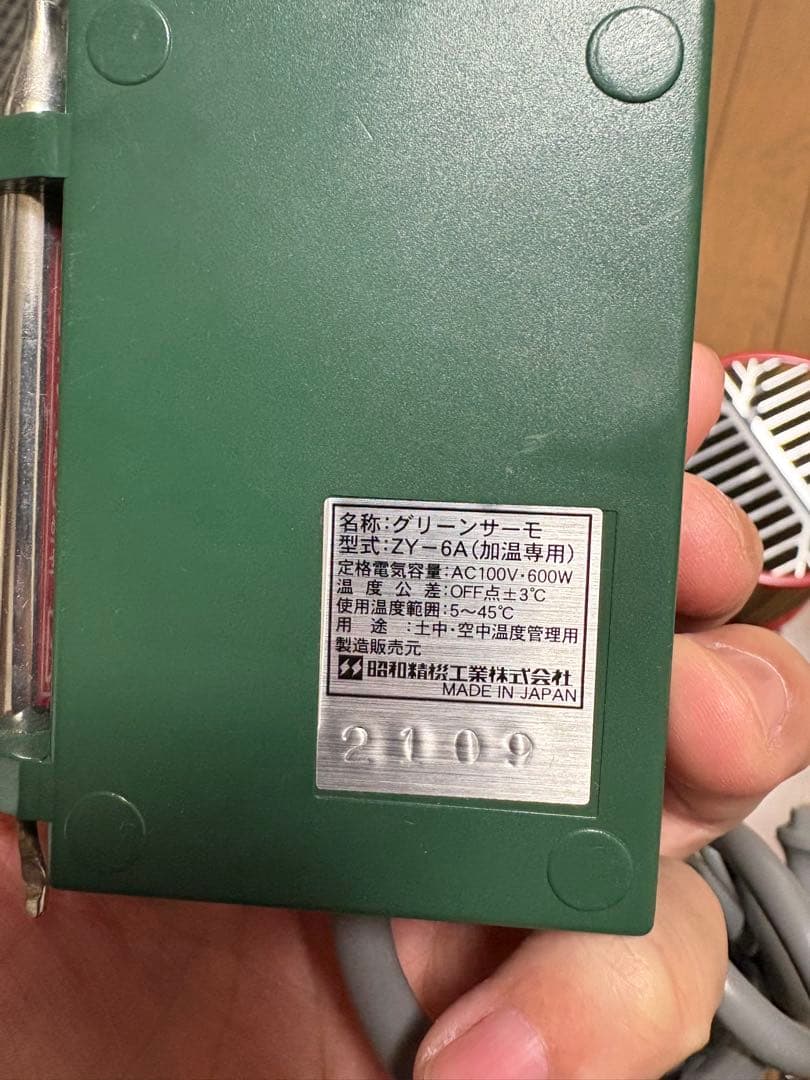 名称:グリーンサーモ
型式:ZY-6A(加温専用)
定格電気容量:AC100V・600W
温度公差:OFF点±3℃
使用温度範囲:5〜45℃
用途:土中・空中温度管理用
製造販売元
昭和精機工業株式会社
MADE IN JAPAN
2109